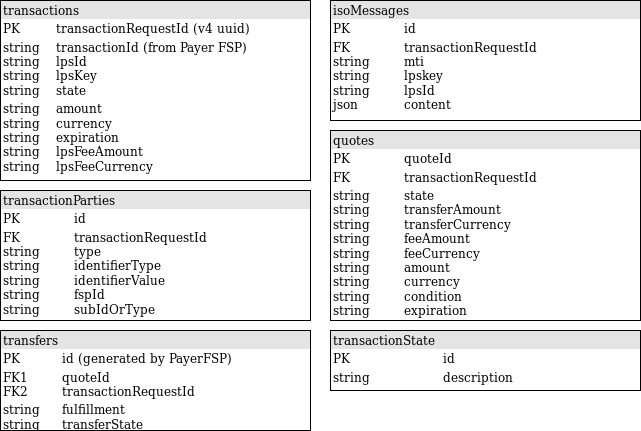 transactions
PK transactionRequestId (v4 uuid)
string transactionId (from Payer FSP)
string lpsId
string lpsKey
string state
string amount
string currency
string expiration
string lpsFeeAmount
string lpsFeeCurrency
transactionParties
PK id
FK transactionRequestId
string type
string identifierType
string identifierValue
string fspId
string subIdOrType
transfers
PK id (generated by PayerFSP)
FK1 quoteId
FK2 transactionRequestId
string fulfillment
string transferState
isoMessages
PK id
FK transactionRequestId
string mti
string lpskey
string lpsId
json content
quotes
PK quoteId
FK transactionRequestId
string state
string transferAmount
string transferCurrency
string feeAmount
string feeCurrency
string amount
string currency
string condition
string expiration
transactionState
PK id
string description